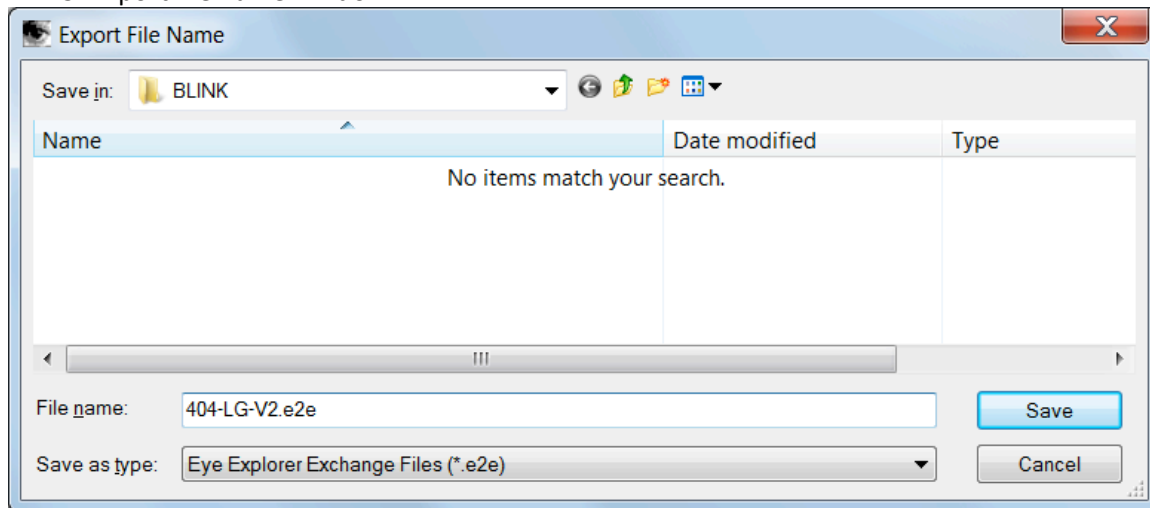 Export File Name
Save in: BLINK
Name Date modified Type
No items match your search.
File name: 404-LG-V2.e2e Save
Save as type: Eye Explorer Exchange Files (*.e2e) Cancel